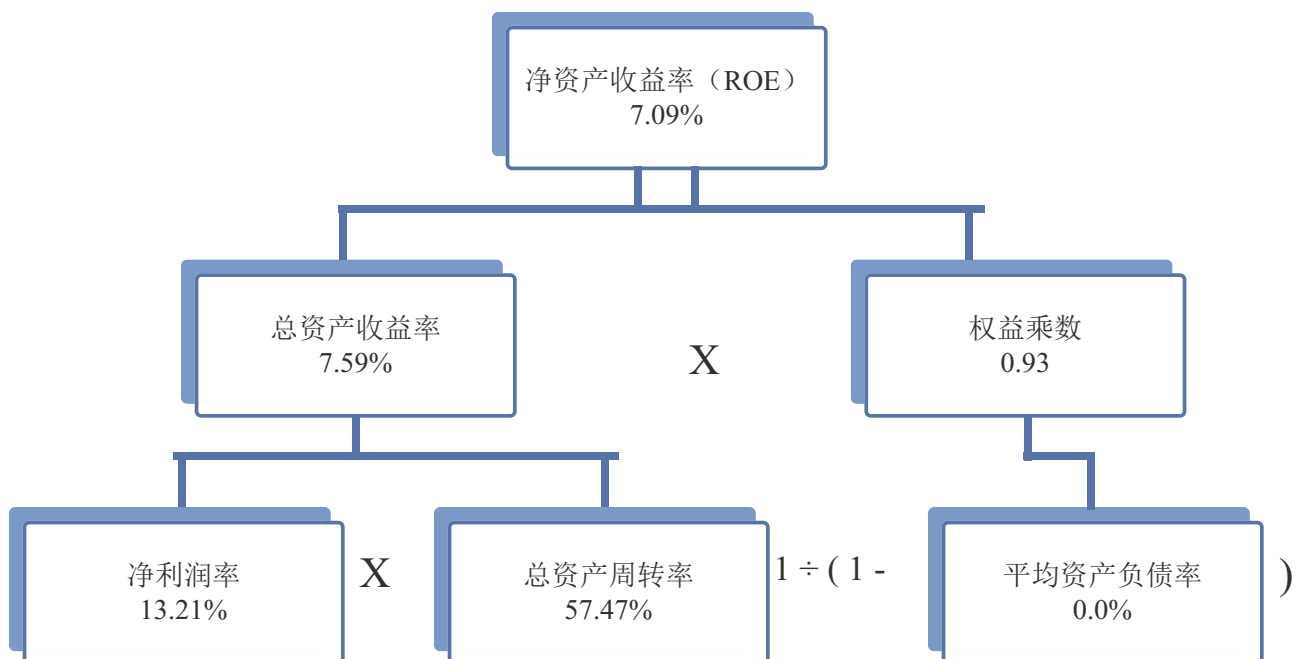 净资产收益率（ROE）
7.09%
总资产收益率
7.59%
X
权益乘数
0.93
净利润率
13.21%
X
总资产周转率
57.47%
1 ÷ ( 1 -
平均资产负债率
0.0%
)